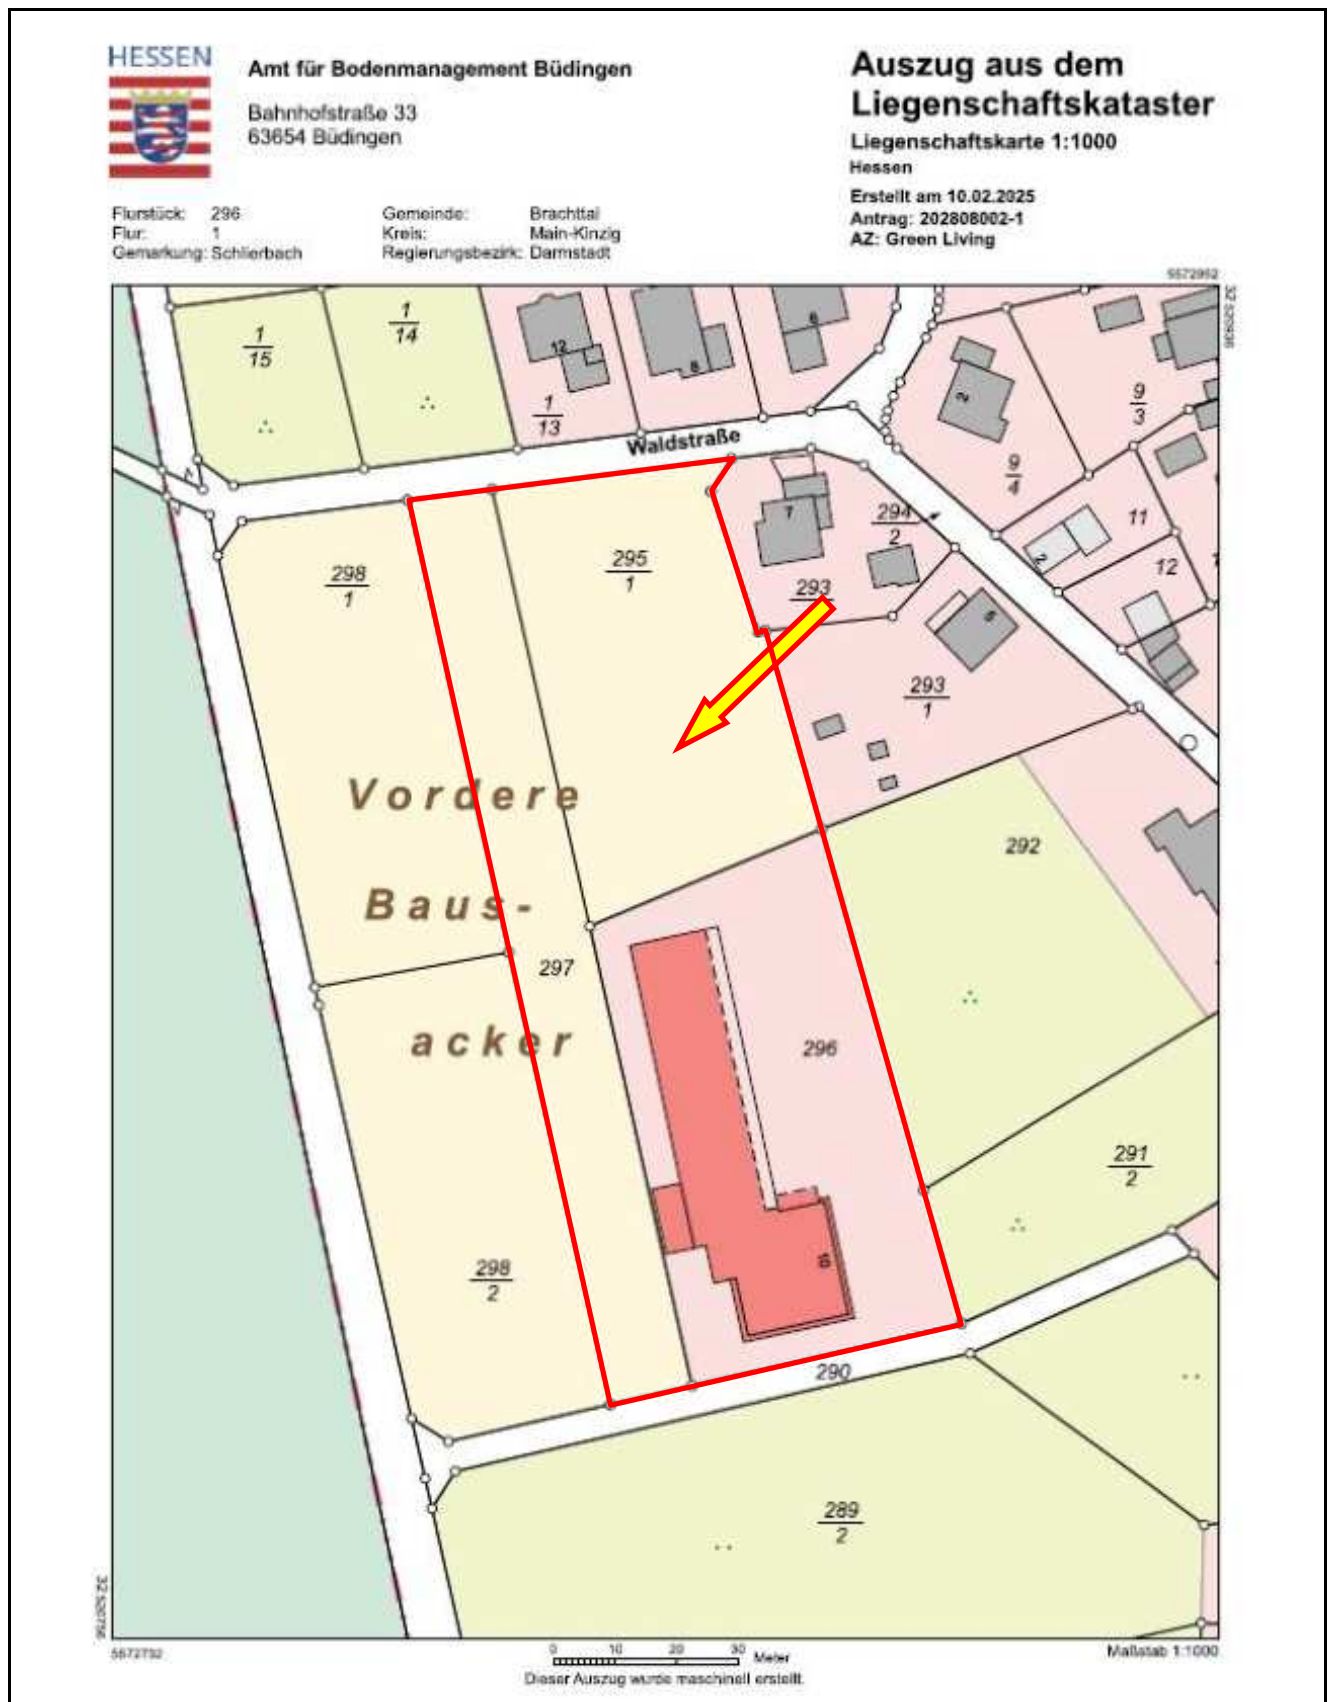 HESSEN
Amt für Bodenmanagement Büdingen
Bahnhofstraße 33
63654 Büdingen
Auszug aus dem
Liegenschaftskataster
Liegenschaftskarte 1:1000
Hessen
Erstellt am 10.02.2025
Antrag: 202808002-1
AZ: Green Living
Flurstück: 296
Flur: 1
Gemarkung: Schlierbach
Gemeinde: Brachttal
Kreis: Main-Kinzig
Regierungsbezirk: Darmstadt
1
15
1
14
12
8
6
1
13
Waldstraße
2
9
3
9
4
11
12
2
7
294
2
293
298
1
295
1
5
293
1
Vordere
Baus-
acker
292
297
296
291
2
298
2
290
289
2
5572732
0 10 20 30 Meter
Maßstab 1:1000
Dieser Auszug wurde maschinell erstellt.